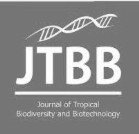 JTBB
Journal of Tropical
Biodiversity and Biotechnology